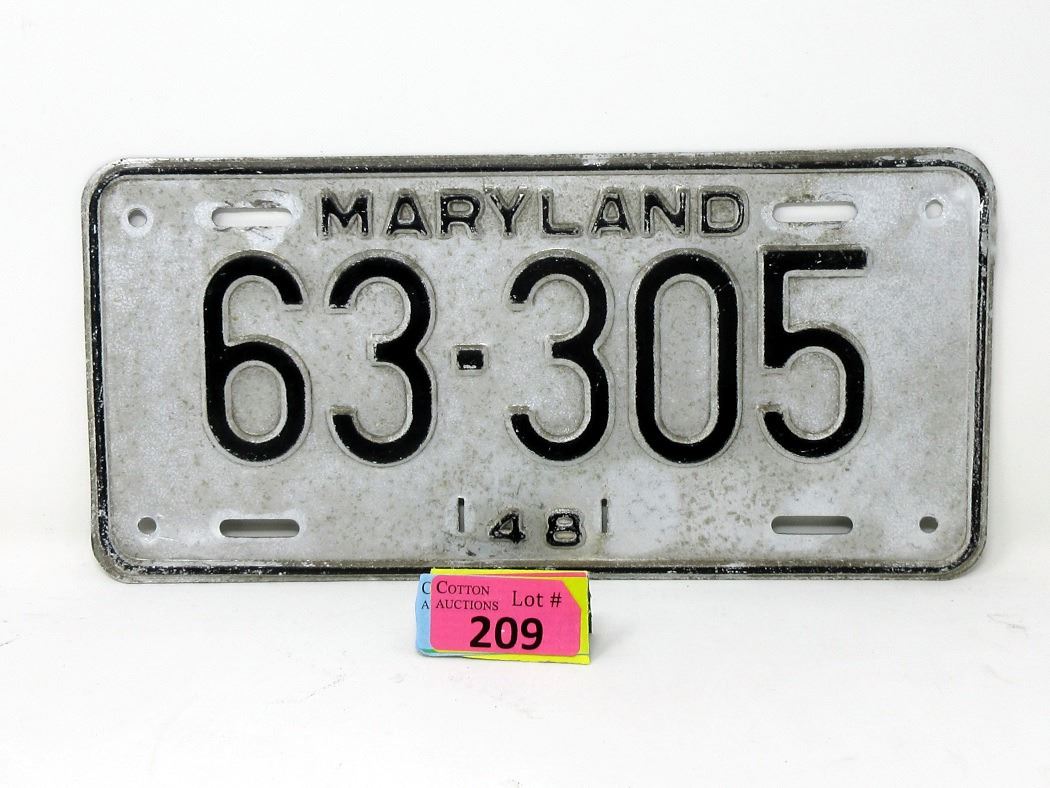 MARYLAND
63-305
48
COTTON
AUCTIONS Lot #
209